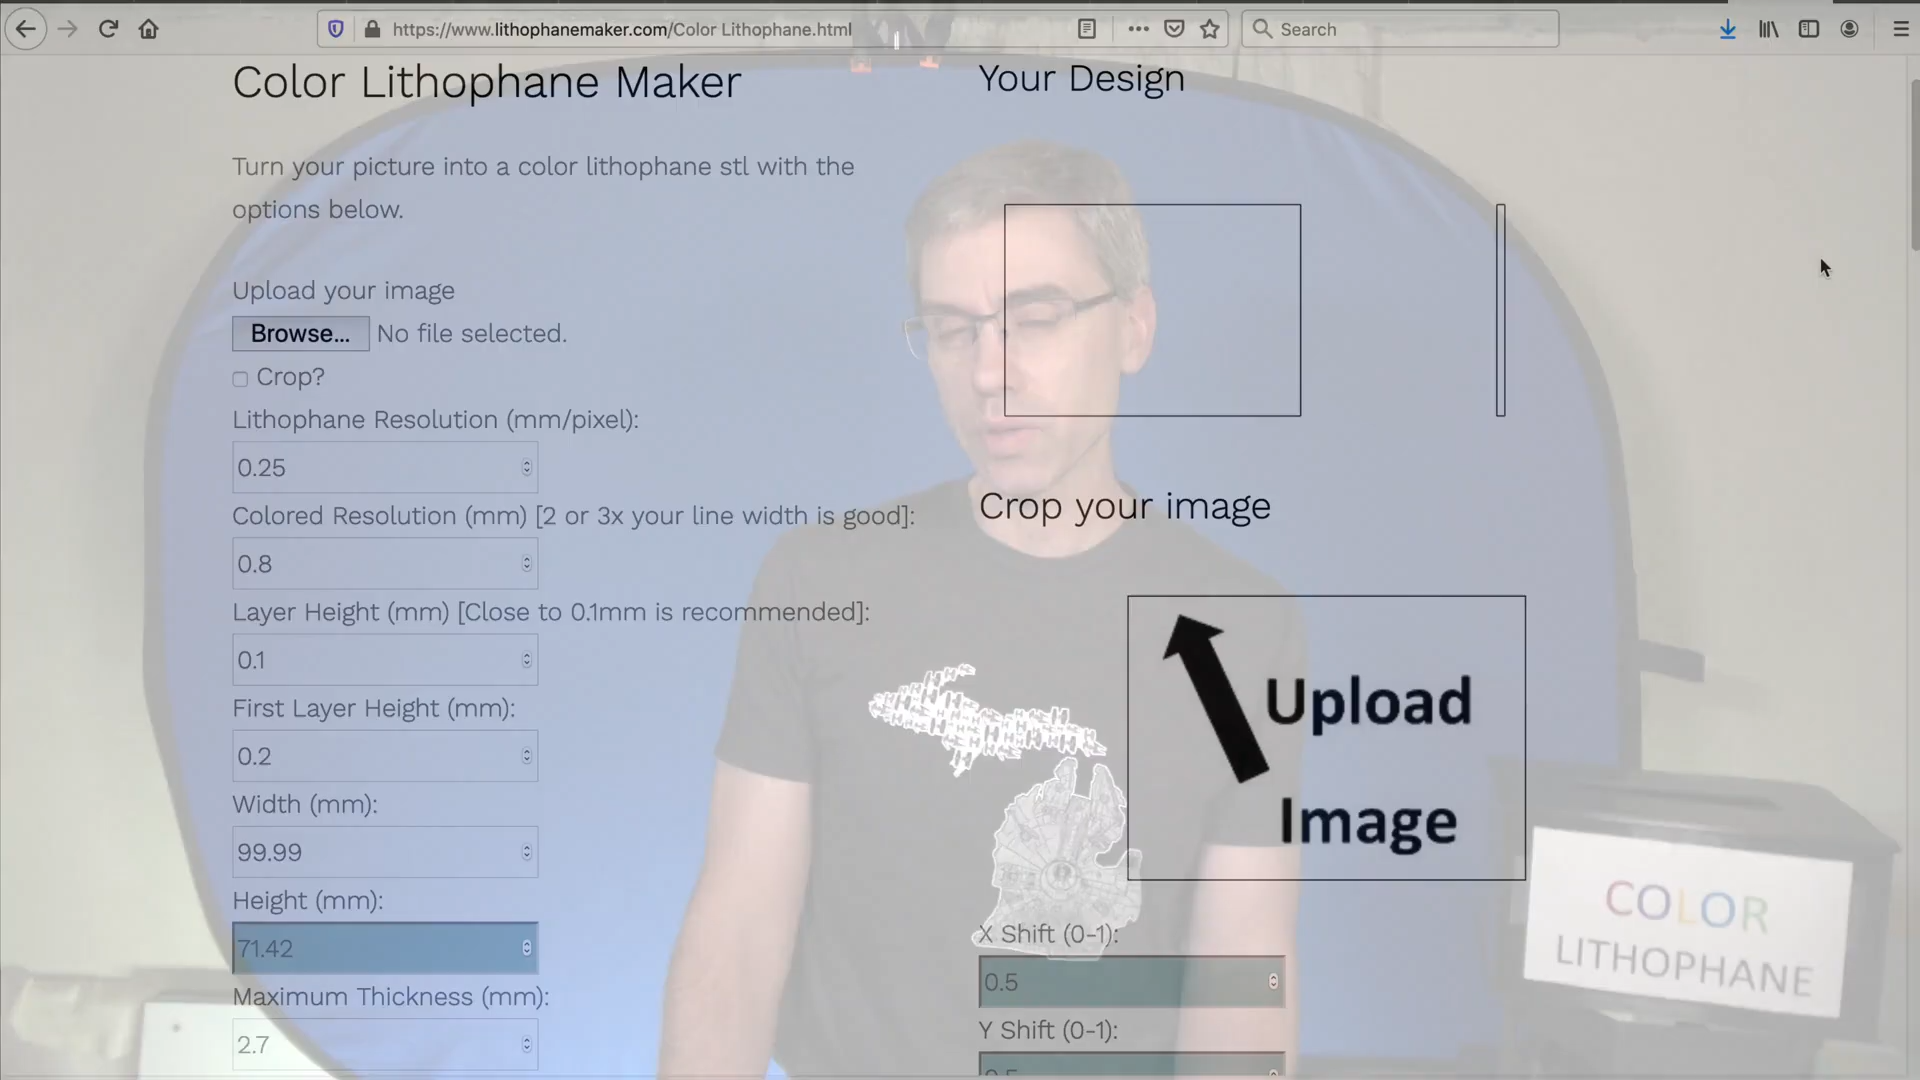 https://www.lithophanemaker.com/Color Lithophane.html
Search
Color Lithophane Maker
Your Design
Turn your picture into a color lithophane stl with the
options below.
Upload your image
Browse... No file selected.
Crop?
Lithophane Resolution (mm/pixel):
0.25
Colored Resolution (mm) [2 or 3x your line width is good]:
0.8
Layer Height (mm) [Close to 0.1mm is recommended]:
0.1
First Layer Height (mm):
0.2
Width (mm):
99.99
Height (mm):
71.42
Maximum Thickness (mm):
2.7
Crop your image
Upload
Image
X Shift (0-1):
0.5
Y Shift (0-1):
COLOR
LITHOPHANE